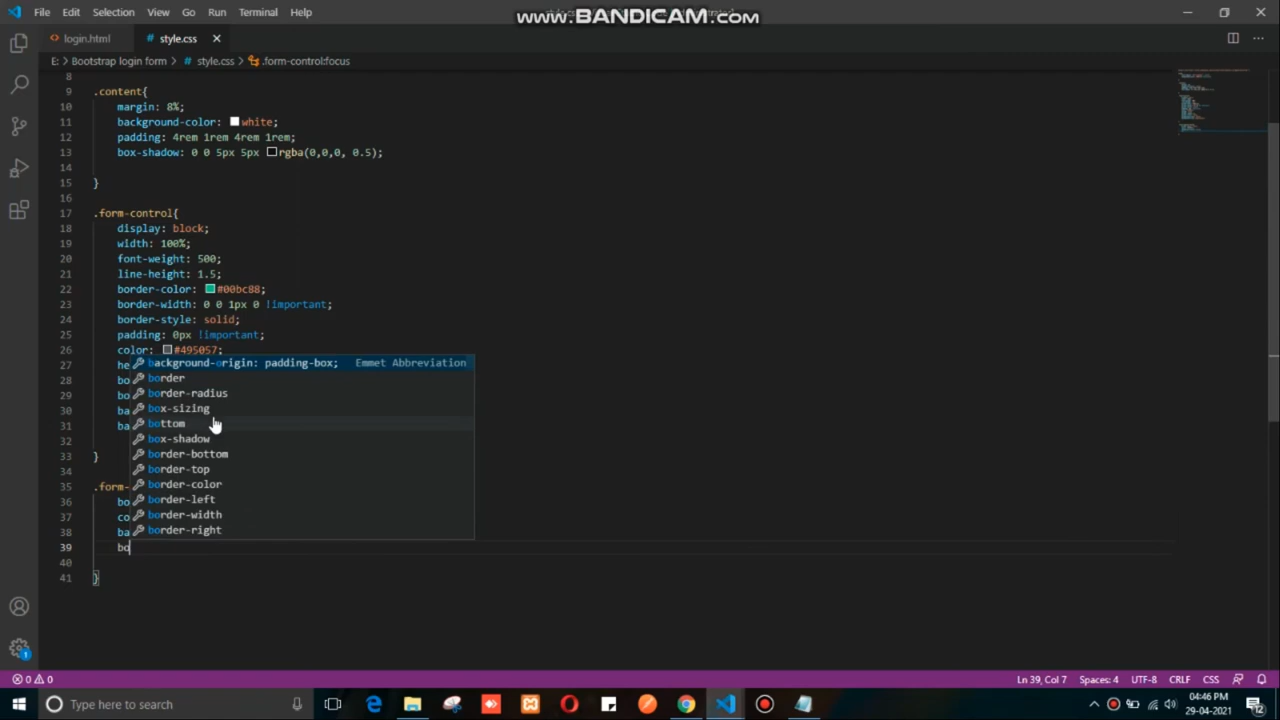 File Edit Selection View Go Run Terminal Help
www.BANDICAM.com
login.html
style.css
E: > Bootstrap login form > style.css > .form-control:focus
8
9 .content{
10 margin: 8%;
11 background-color: white;
12 padding: 4rem 1rem 4rem 1rem;
13 box-shadow: 0 0 5px 5px rgba(0,0,0, 0.5);
14
15 }
16
17 .form-control{
18 display: block;
19 width: 100%;
20 font-weight: 500;
21 line-height: 1.5;
22 border-color: #00bc88;
23 border-width: 0 0 1px 0 !important;
24 border-style: solid;
25 padding: 0px !important;
26 color: #495057;
27 he
28 bo
29 bo
30 ba
31 ba
32
33 }
34
35 .form-
36 bo
37 co
38 ba
39 bo
40
41 }
background-origin: padding-box; Emmet Abbreviation
border
border-radius
box-sizing
bottom
box-shadow
border-bottom
border-top
border-color
border-left
border-width
border-right
0 0
Ln 39, Col 7 Spaces: 4 UTF-8 CRLF CSS
Type here to search
04:46 PM
29-04-2021
1
12